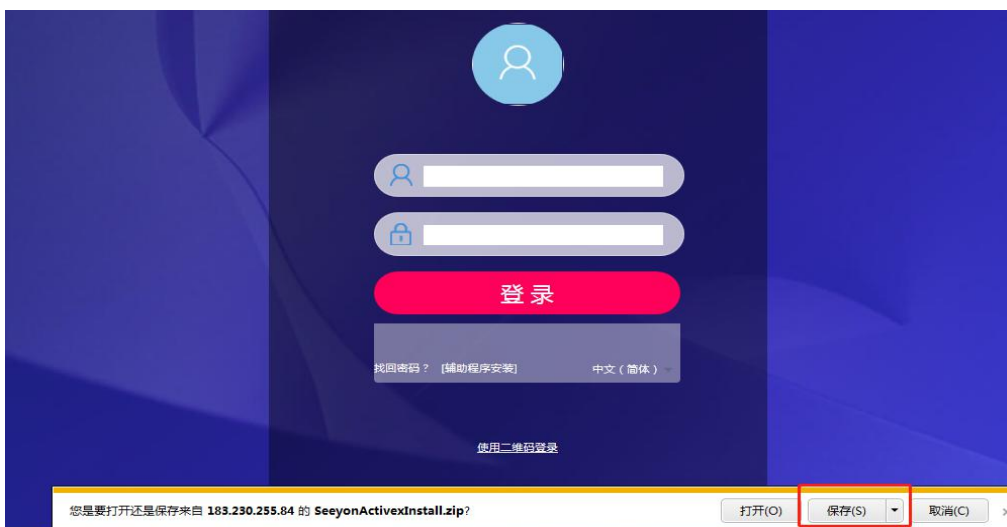 登 录
找回密码？ [辅助程序安装] 中文（简体）
使用二维码登录
您是要打开还是保存来自 183.230.255.84 的 SeeyonActivexInstall.zip? 打开(O) 保存(S) 取消(C)